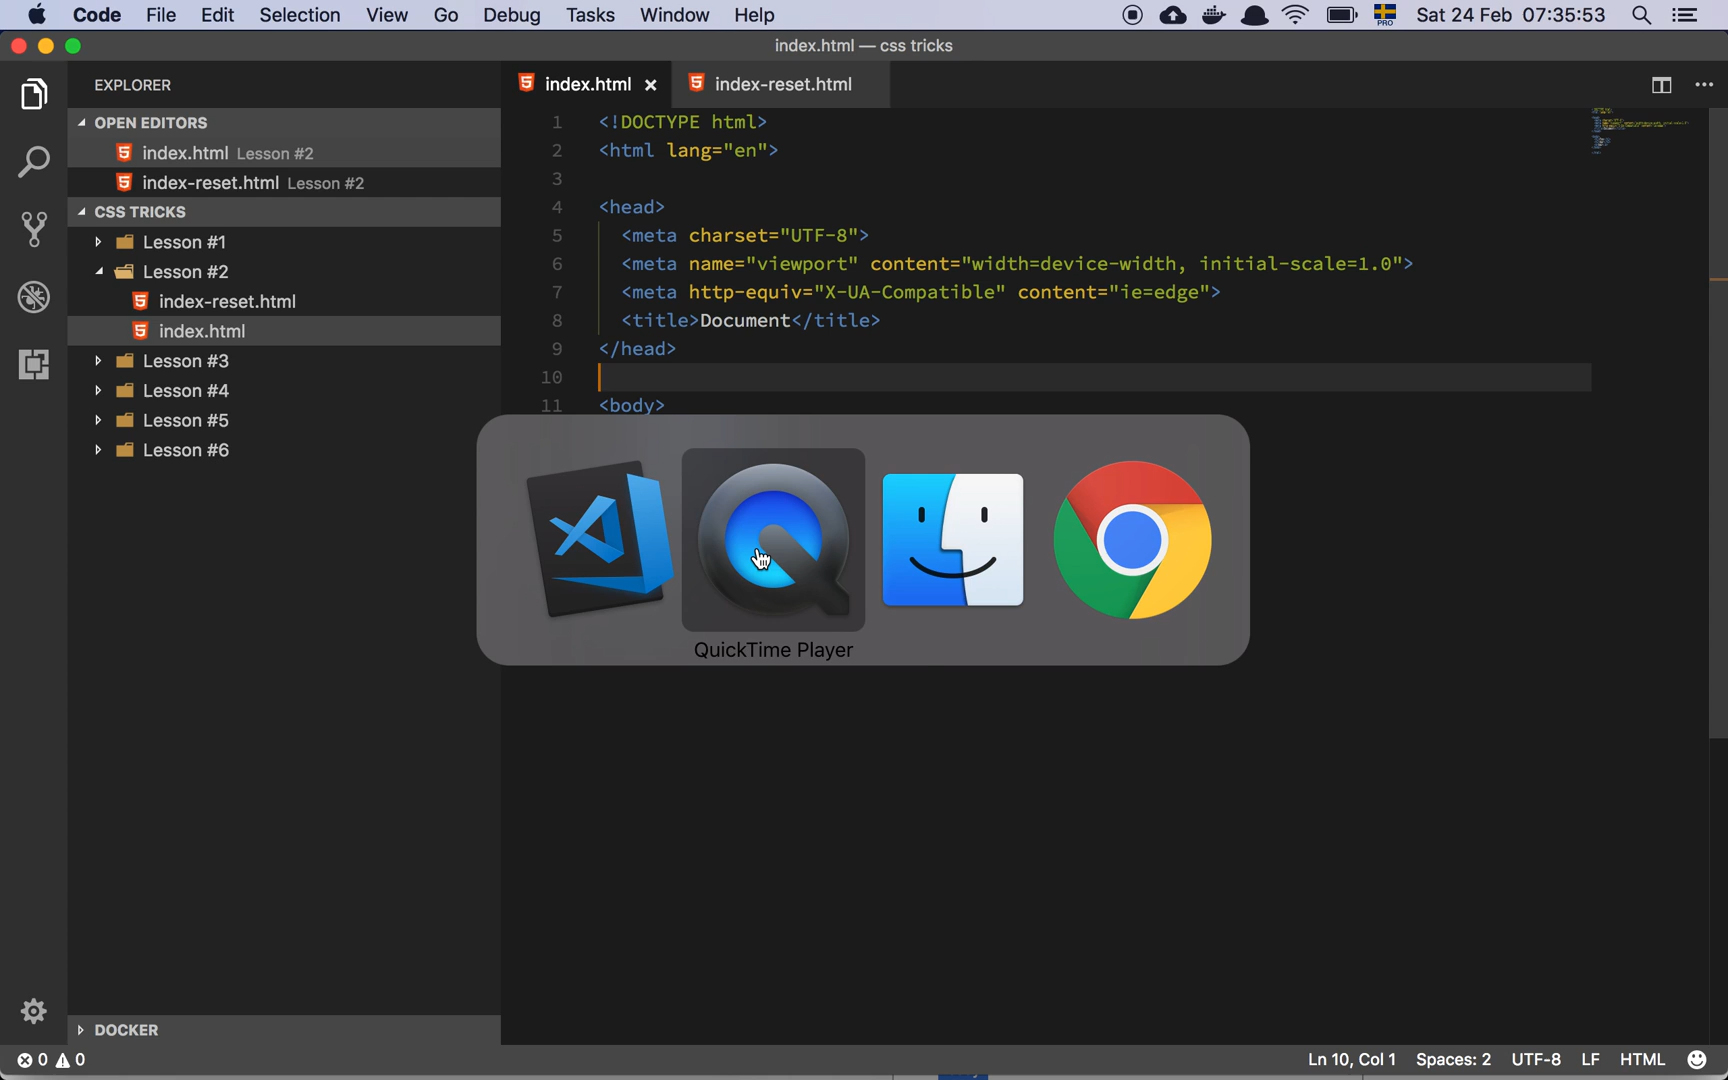 Code File Edit Selection View Go Debug Tasks Window Help PRO Sat 24 Feb 07:35:53
index.html — css tricks
EXPLORER
OPEN EDITORS
index.html Lesson #2
index-reset.html Lesson #2
CSS TRICKS
Lesson #1
Lesson #2
index-reset.html
index.html
Lesson #3
Lesson #4
Lesson #5
Lesson #6
DOCKER
index.html index-reset.html
1 <!DOCTYPE html>
2 <html lang="en">
3
4 <head>
5 <meta charset="UTF-8">
6 <meta name="viewport" content="width=device-width, initial-scale=1.0">
7 <meta http-equiv="X-UA-Compatible" content="ie=edge">
8 <title>Document</title>
9 </head>
10
11 <body>
QuickTime Player
0 0 Ln 10, Col 1 Spaces: 2 UTF-8 LF HTML